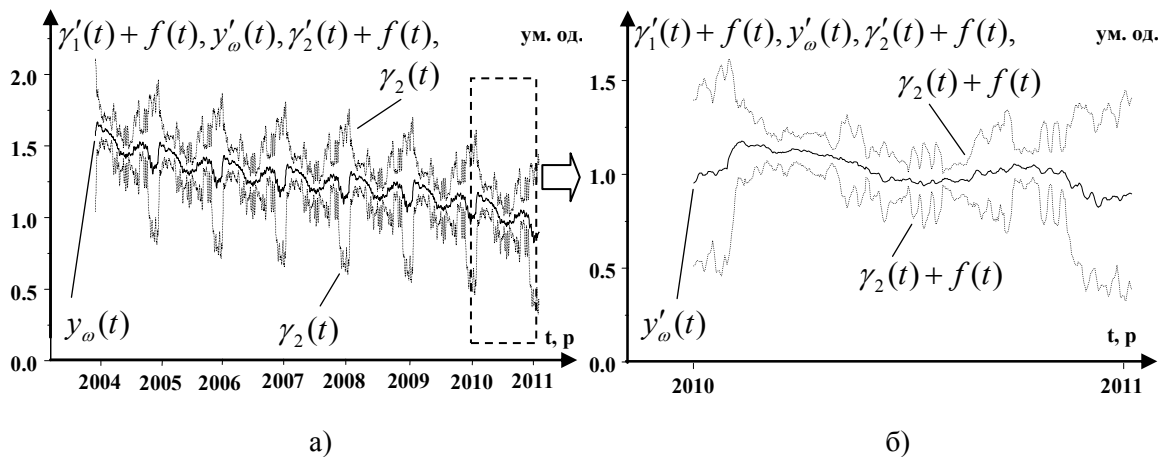 γ′₁(t) + f(t), y′ω(t), γ′₂(t) + f(t),
ум. од.
2.0
1.5
1.0
0.5
0.0
γ₂(t)
yω(t)
γ₂(t)
t, р
2004 2005 2006 2007 2008 2009 2010 2011
а)
γ′₁(t) + f(t), y′ω(t), γ′₂(t) + f(t),
ум. од.
1.5
1.0
0.5
0.0
γ₂(t) + f(t)
γ₂(t) + f(t)
y′ω(t)
t, р
2010 2011
б)